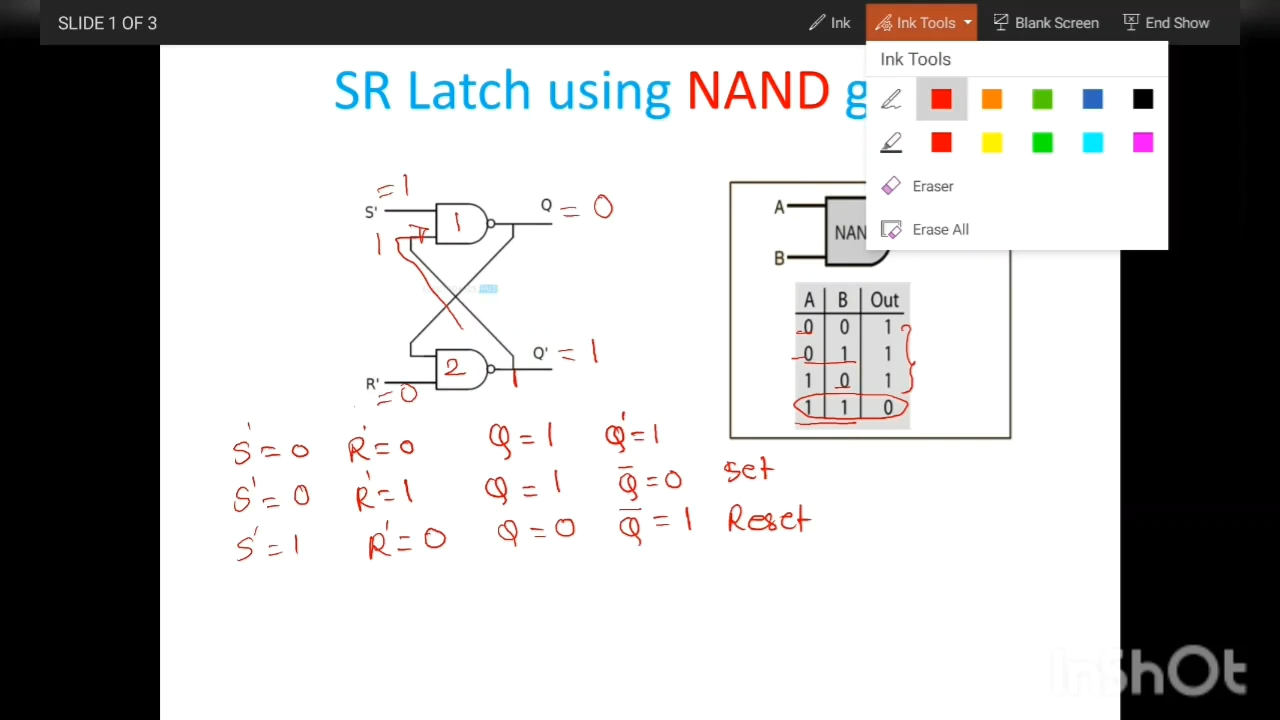 SLIDE 1 OF 3
Ink
Ink Tools
Blank Screen
End Show
Ink Tools
Eraser
Erase All
SR Latch using NAND g
S'
=1
1
1
Q
= 0
HUB
R'
=0
2
1
Q'
= 1
A
B
NAN
A B Out
0 0 1
0 1 1
1 0 1
1 1 0
S'=0 R'=0 Q=1 Q'=1
S'=0 R'=1 Q=1 Q̅=0 set
S'=1 R'=0 Q=0 Q̅=1 Reset
InShOt